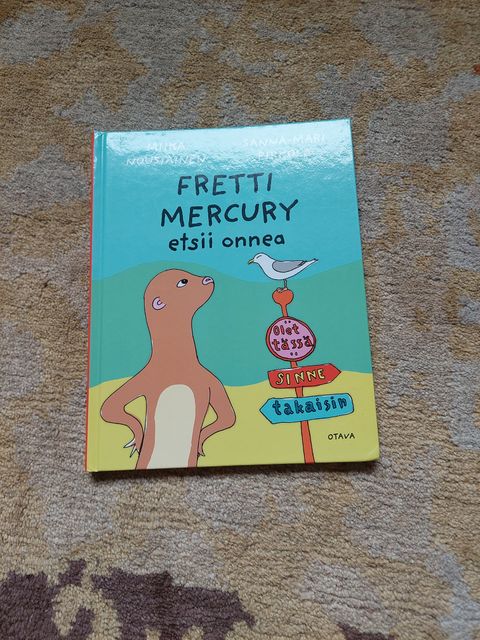 MIIKA
NOUSIAINEN
SANNA-MARI
FRETTI
MERCURY
etsii onnea
Olet
tässä
SINNE
takaisin
OTAVA